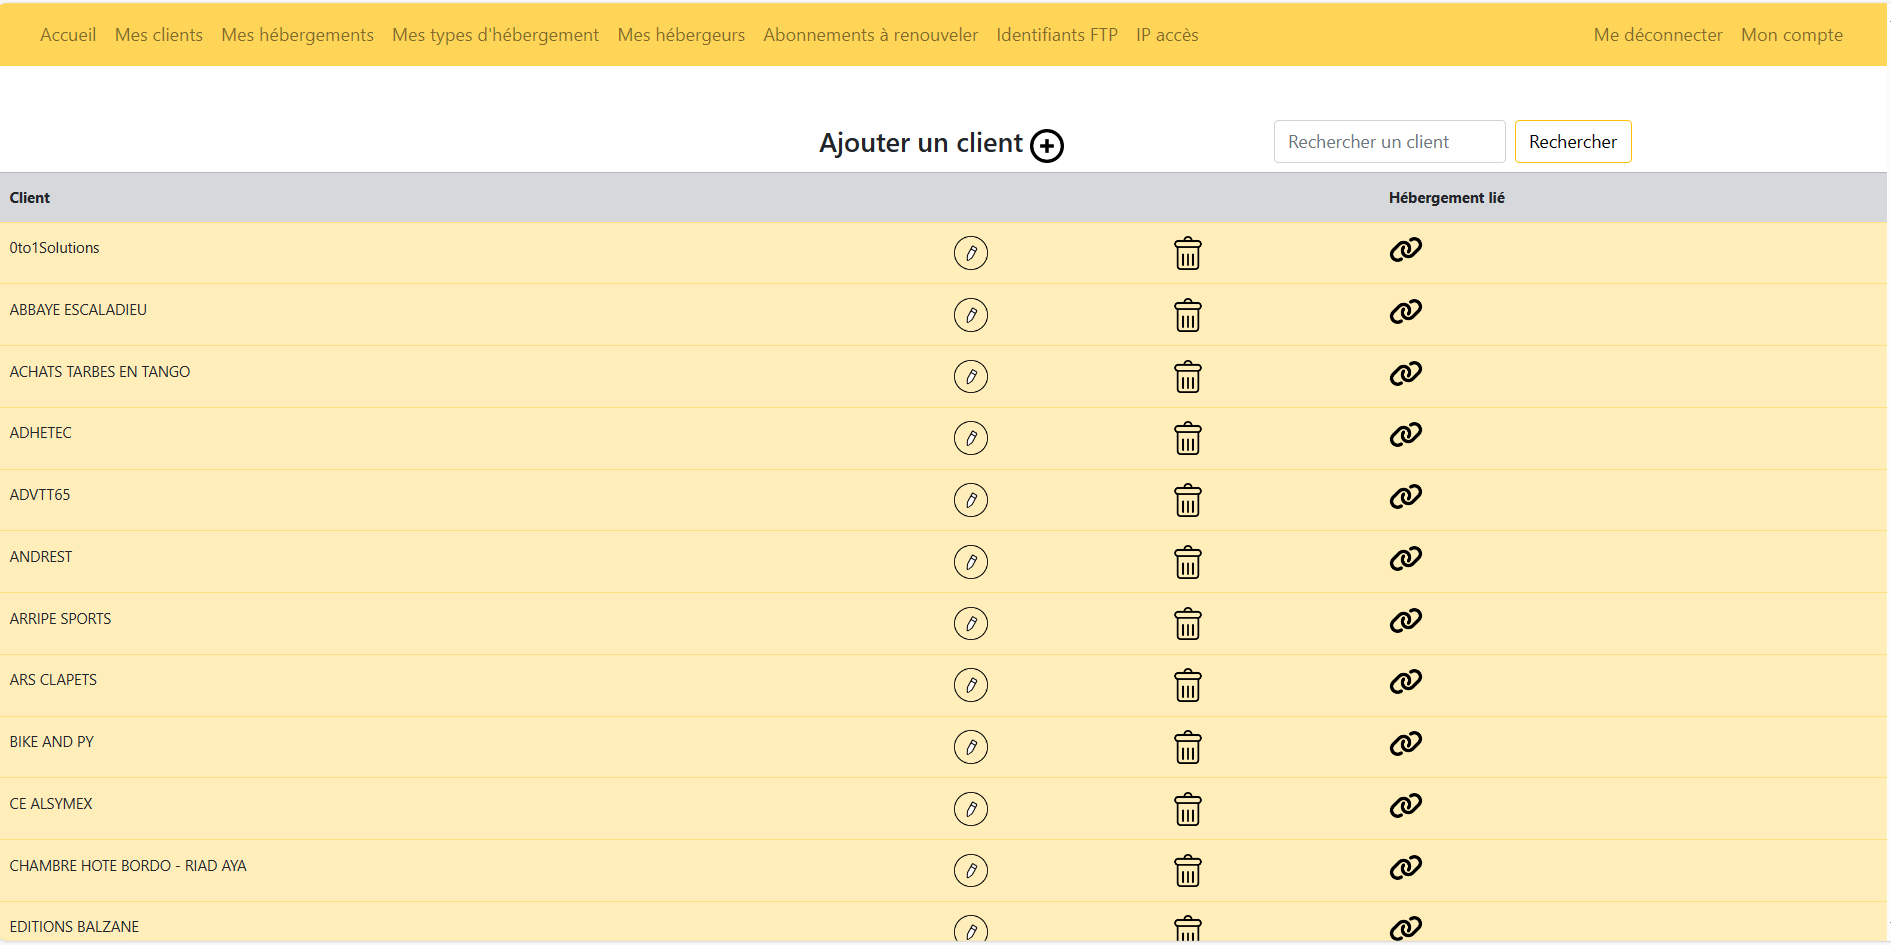 Accueil Mes clients Mes hébergements Mes types d'hébergement Mes hébergeurs Abonnements à renouveler Identifiants FTP IP accès Me déconnecter Mon compte
Ajouter un client Rechercher un client Rechercher
Client Hébergement lié
0to1Solutions
ABBAYE ESCALADIEU
ACHATS TARBES EN TANGO
ADHETEC
ADVTT65
ANDREST
ARRIPE SPORTS
ARS CLAPETS
BIKE AND PY
CE ALSYMEX
CHAMBRE HOTE BORDO - RIAD AYA
EDITIONS BALZANE